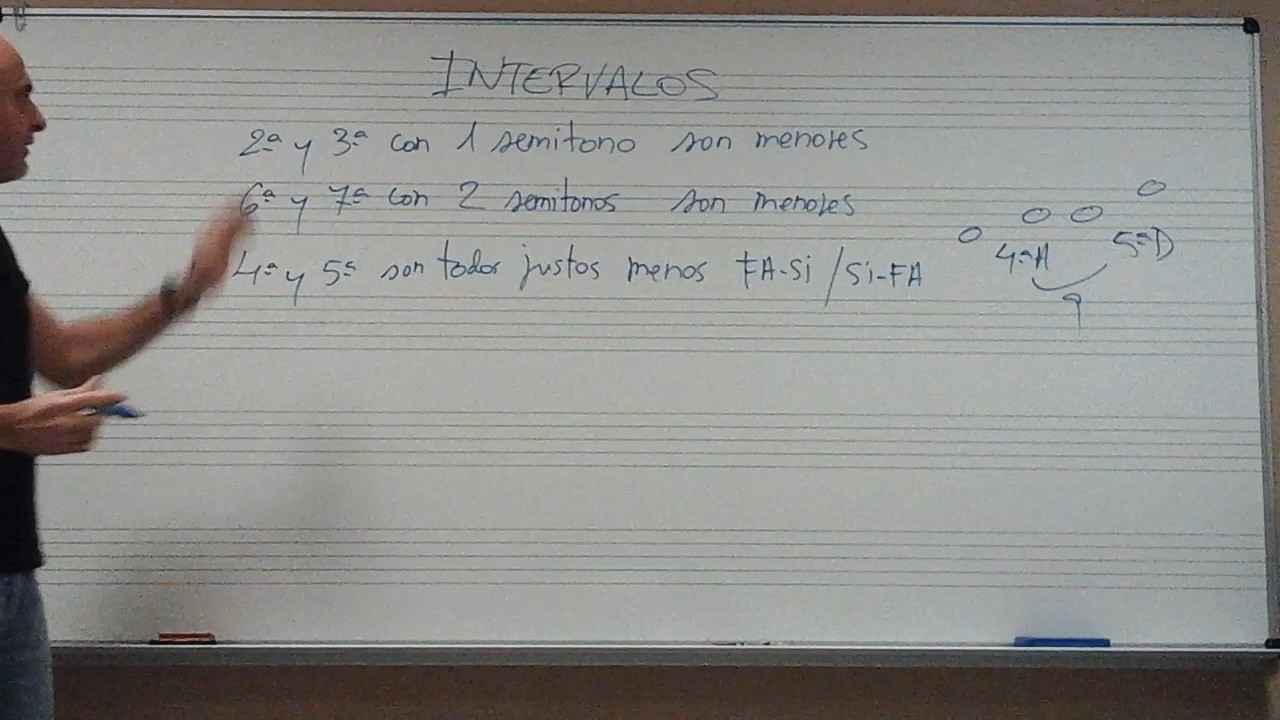 INTERVALOS
2ª y 3ª con 1 semitono son menores
6ª y 7ª con 2 semitonos son menores
4ª y 5ª son todos justos menos FA-Si / Si-FA
4ªA 5ªD